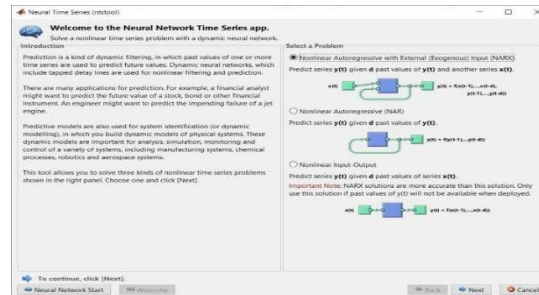 Neural Network Time Series (ntstool)
Welcome to the Neural Network Time Series app.
Solve a nonlinear time series problem with a dynamic neural network.
Introduction
Prediction is a kind of dynamic filtering, in which past values of one or more
time series are used to predict future values. Dynamic neural networks, which
include tapped delay lines are used for nonlinear filtering and prediction.
There are many applications for prediction. For example, a financial analyst
might want to predict the future value of a stock, bond or other financial
instrument. An engineer might want to predict the impending failure of a jet
engine.
Predictive models are also used for system identification (or dynamic
modelling), in which you build dynamic models of physical systems. These
dynamic models are important for analysis, simulation, monitoring and
control of a variety of systems, including manufacturing systems, chemical
processes, robotics and aerospace systems.
This tool allows you to solve three kinds of nonlinear time series problems
shown in the right panel. Choose one and click [Next].
Select a Problem
Nonlinear Autoregressive with External (Exogenous) Input (NARX)
Predict series y(t) given d past values of y(t) and another series x(t).
x(t)
y(t) = f(x(t-1),...,x(t-d),
y(t-1),...,y(t-d))
Nonlinear Autoregressive (NAR)
Predict series y(t) given d past values of y(t).
y(t) = f(y(t-1),...,y(t-d))
Nonlinear Input-Output
Predict series y(t) given d past values of series x(t).
Important Note: NARX solutions are more accurate than this solution. Only
use this solution if past values of y(t) will not be available when deployed.
x(t)
y(t) = f(x(t-1),...,x(t-d))
To continue, click [Next].
Neural Network Start
Welcome
Back
Next
Cancel